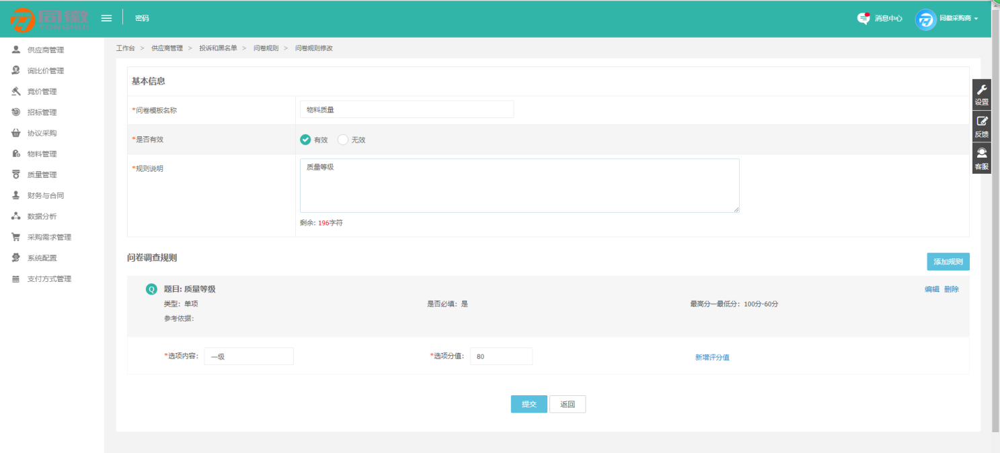 同徽
TONGHUI
密码
消息中心
同徽采购商
供应商管理
询比价管理
竞价管理
招标管理
协议采购
物料管理
质量管理
财务与合同
数据分析
采购需求管理
系统配置
支付方式管理
工作台 > 供应商管理 > 投诉和黑名单 > 问卷规则 > 问卷规则修改
基本信息
*问卷模板名称 物料质量
*是否有效 有效 无效
*规则说明 质量等级
剩余: 196字符
设置
反馈
客服
问卷调查规则 添加规则
Q 题目: 质量等级 编辑 删除
类型: 单项 是否必填: 是 最高分—最低分: 100分-60分
参考依据:
*选项内容: 一级 *选项分值: 80 新增评分值
提交 返回